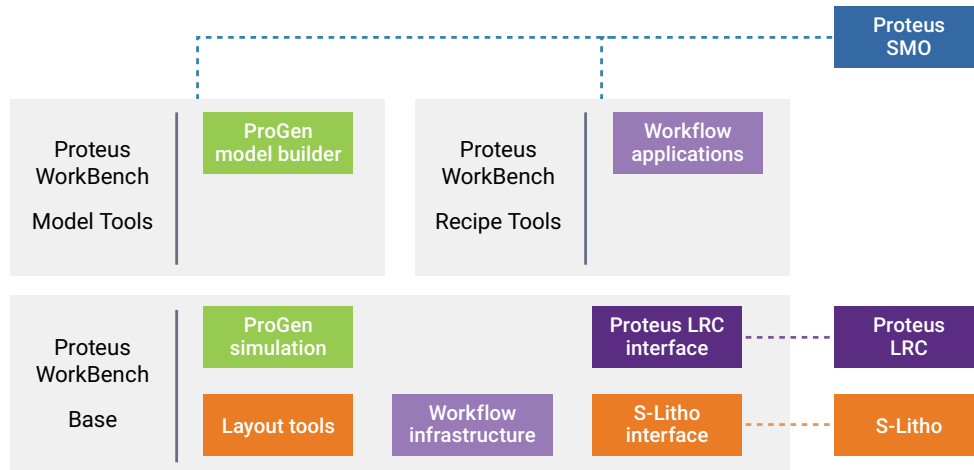 Proteus
SMO
Proteus
WorkBench
Model Tools
ProGen
model builder
Proteus
WorkBench
Recipe Tools
Workflow
applications
Proteus
WorkBench
Base
ProGen
simulation
Proteus LRC
interface
Proteus
LRC
Layout tools
Workflow
infrastructure
S-Litho
interface
S-Litho